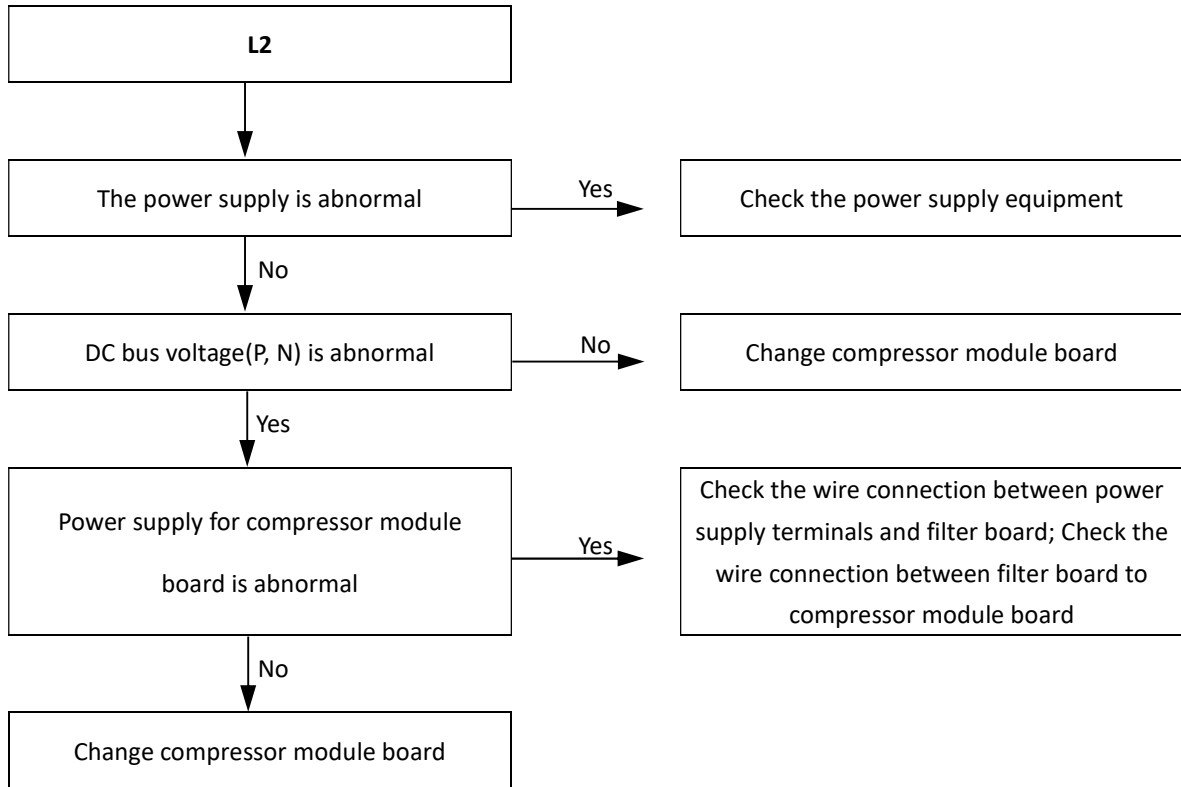 L2
The power supply is abnormal
Yes
Check the power supply equipment
No
DC bus voltage(P, N) is abnormal
No
Change compressor module board
Yes
Power supply for compressor module
board is abnormal
Yes
Check the wire connection between power
supply terminals and filter board; Check the
wire connection between filter board to
compressor module board
No
Change compressor module board